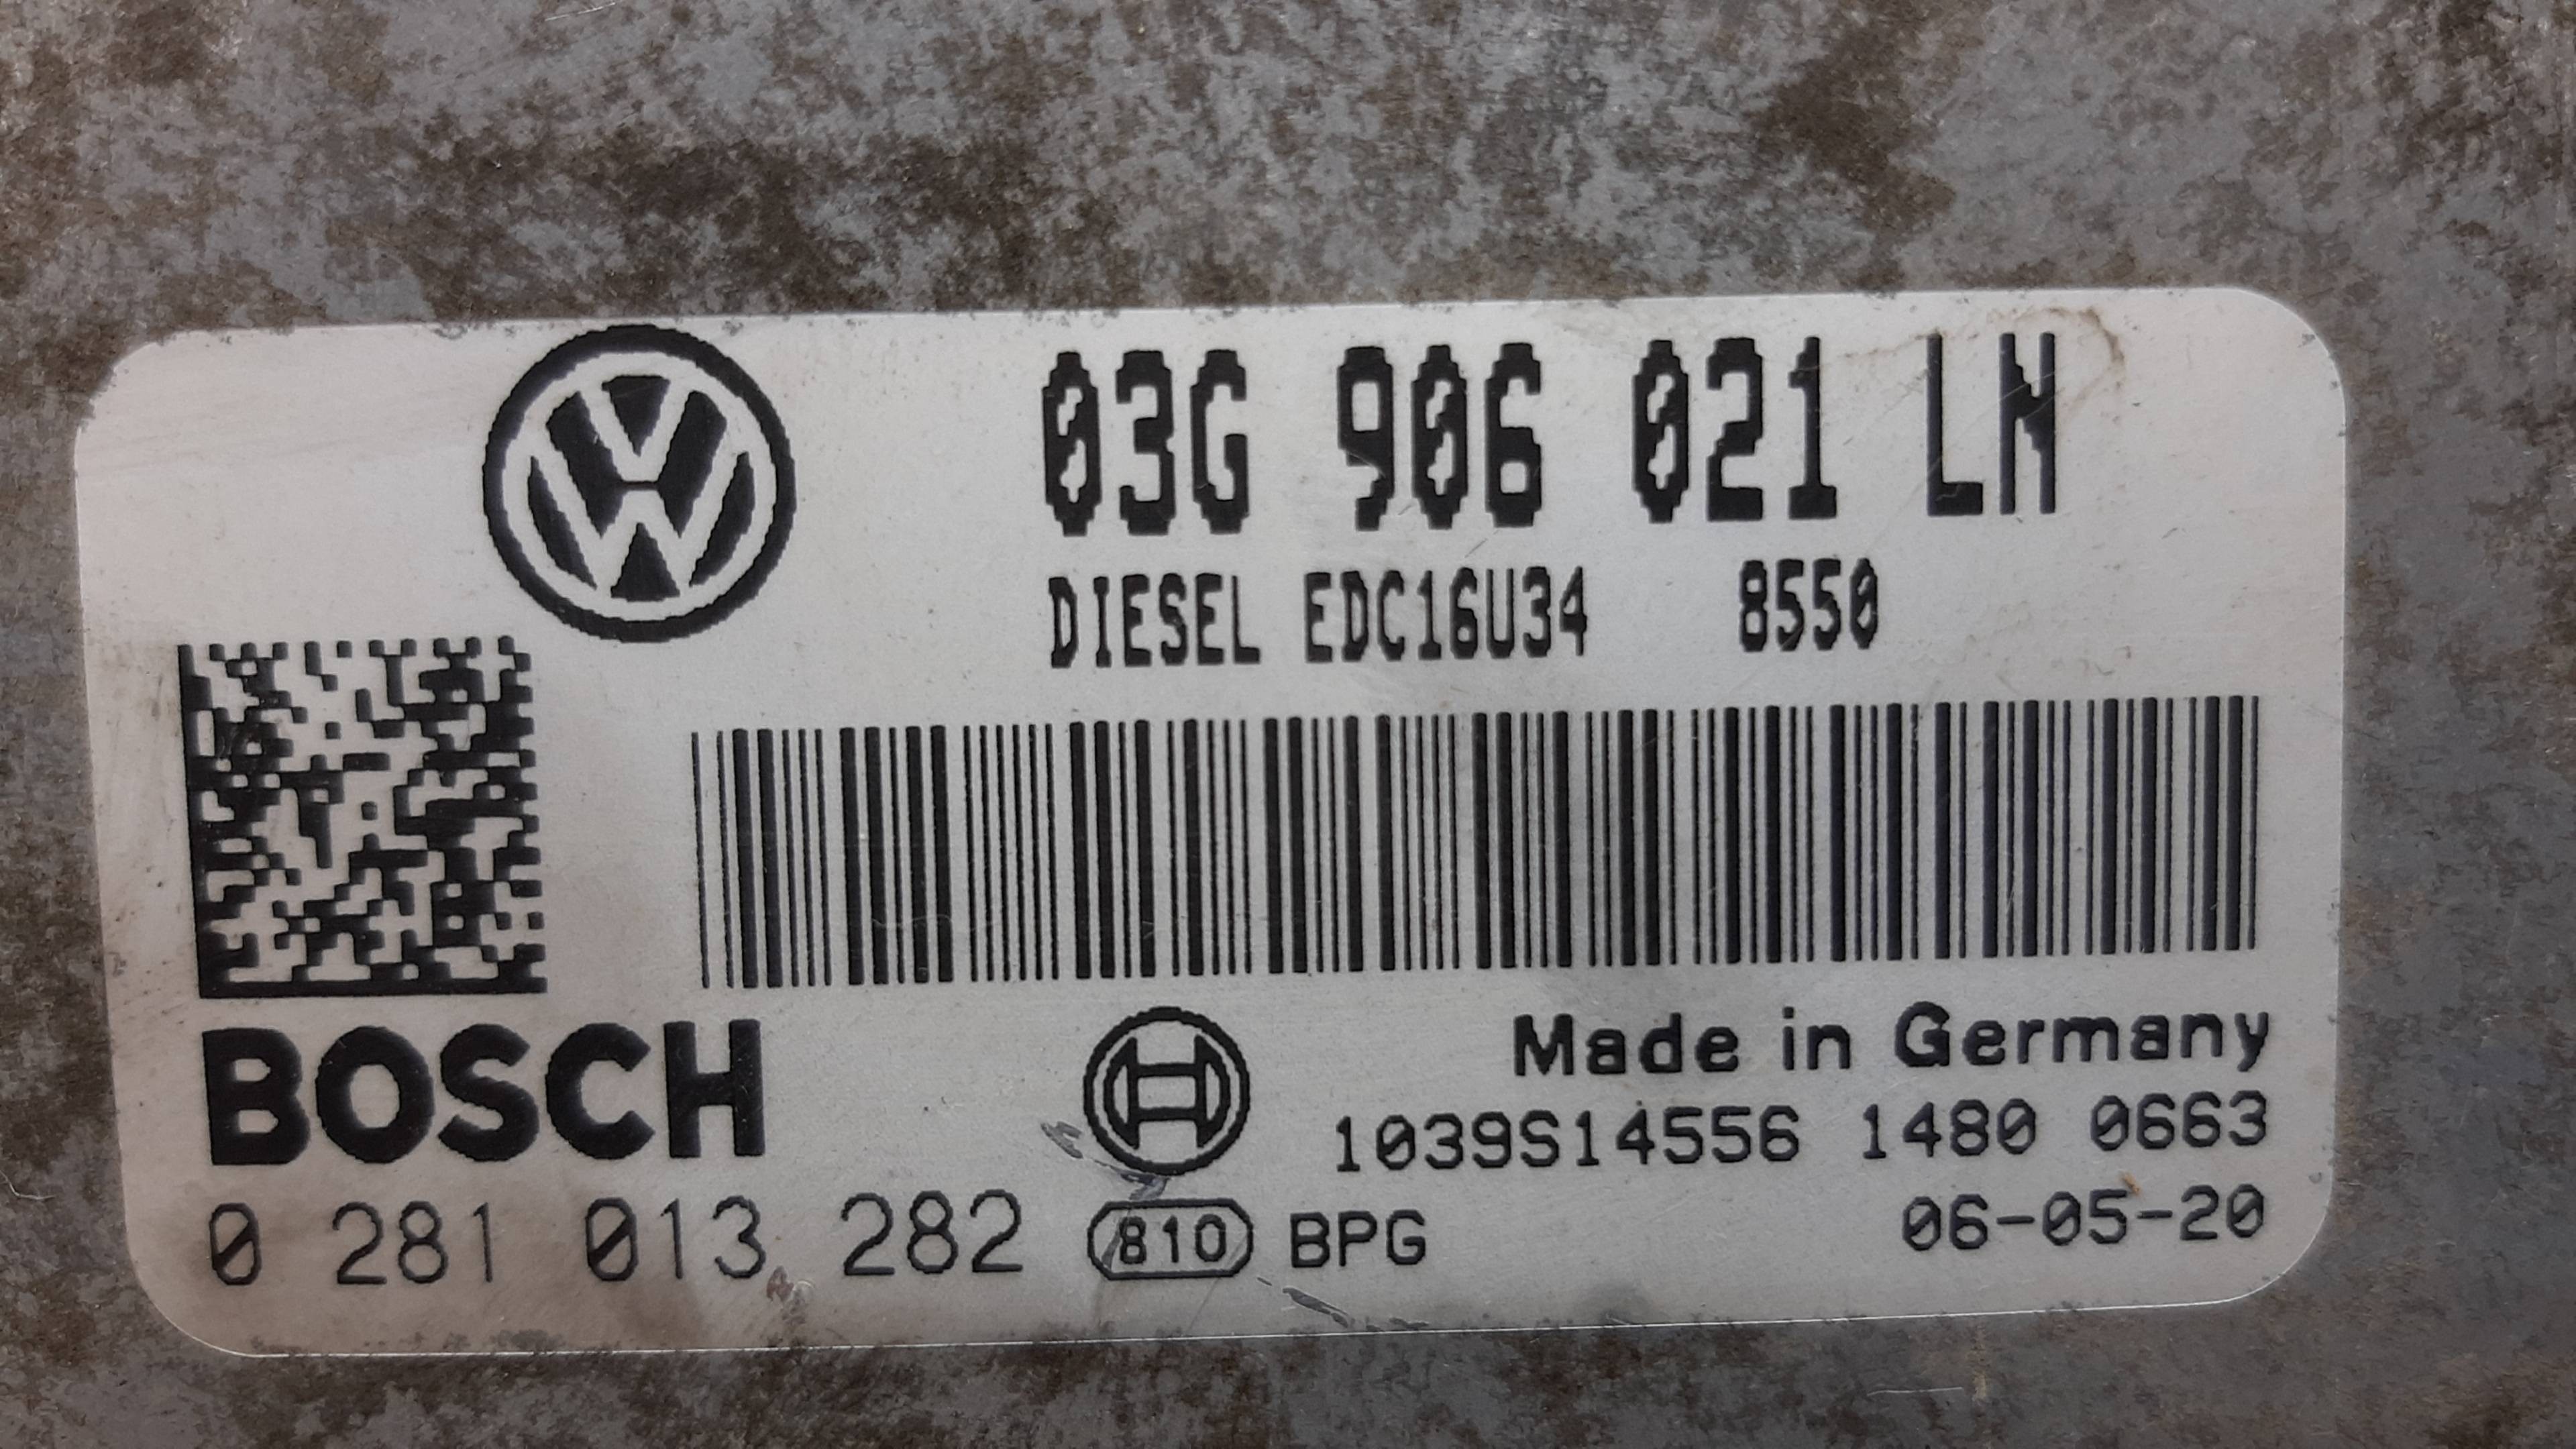 03G 906 021 LN
DIESEL EDC16U34 8550
BOSCH
Made in Germany
1039S14556 1480 0663
0 281 013 282 810 BPG 06-05-20